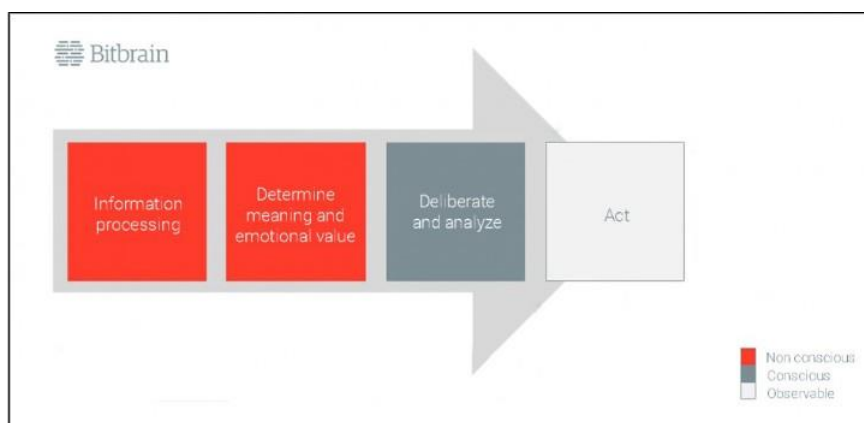 Bitbrain
Information
processing
Determine
meaning and
emotional value
Deliberate
and analyze
Act
Non conscious
Conscious
Observable